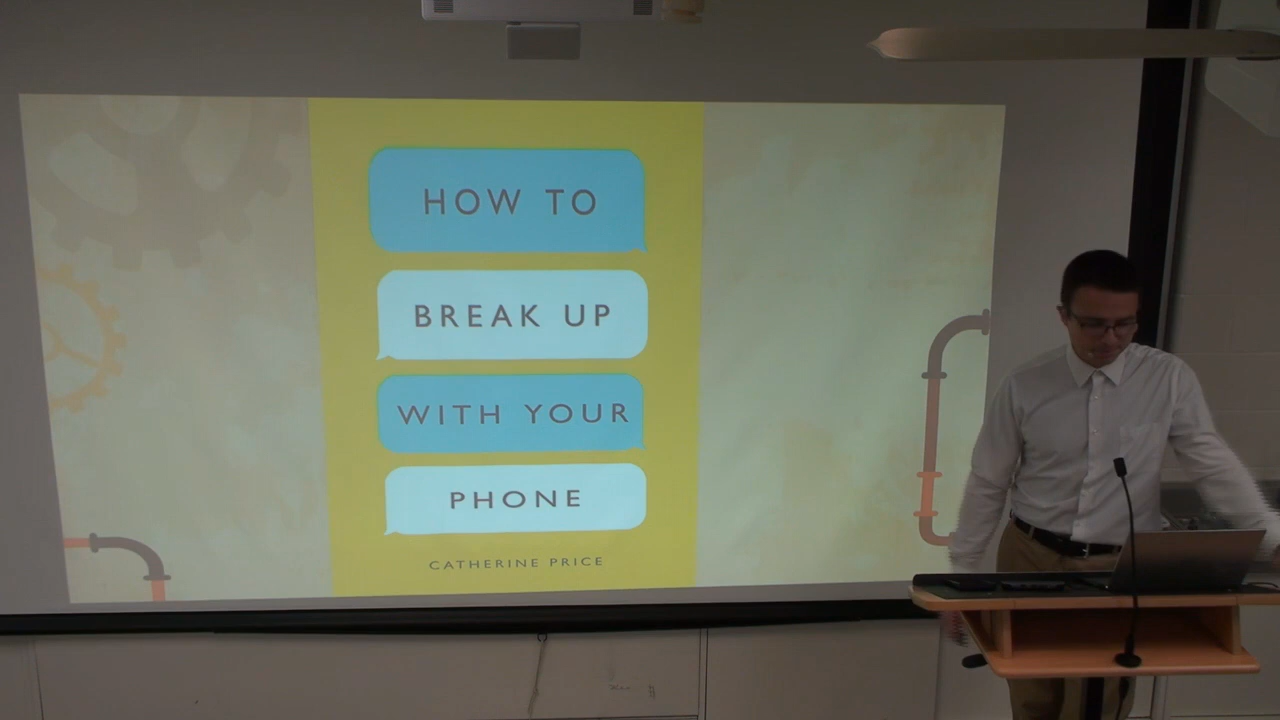 HOW TO
BREAK UP
WITH YOUR
PHONE
CATHERINE PRICE